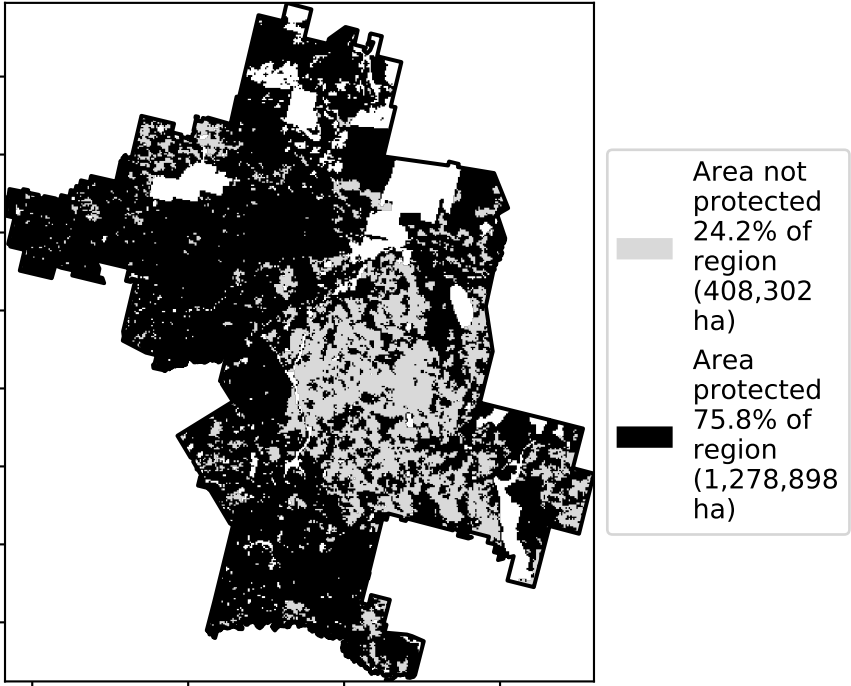 Area not
protected
24.2% of
region
(408,302
ha)
Area
protected
75.8% of
region
(1,278,898
ha)